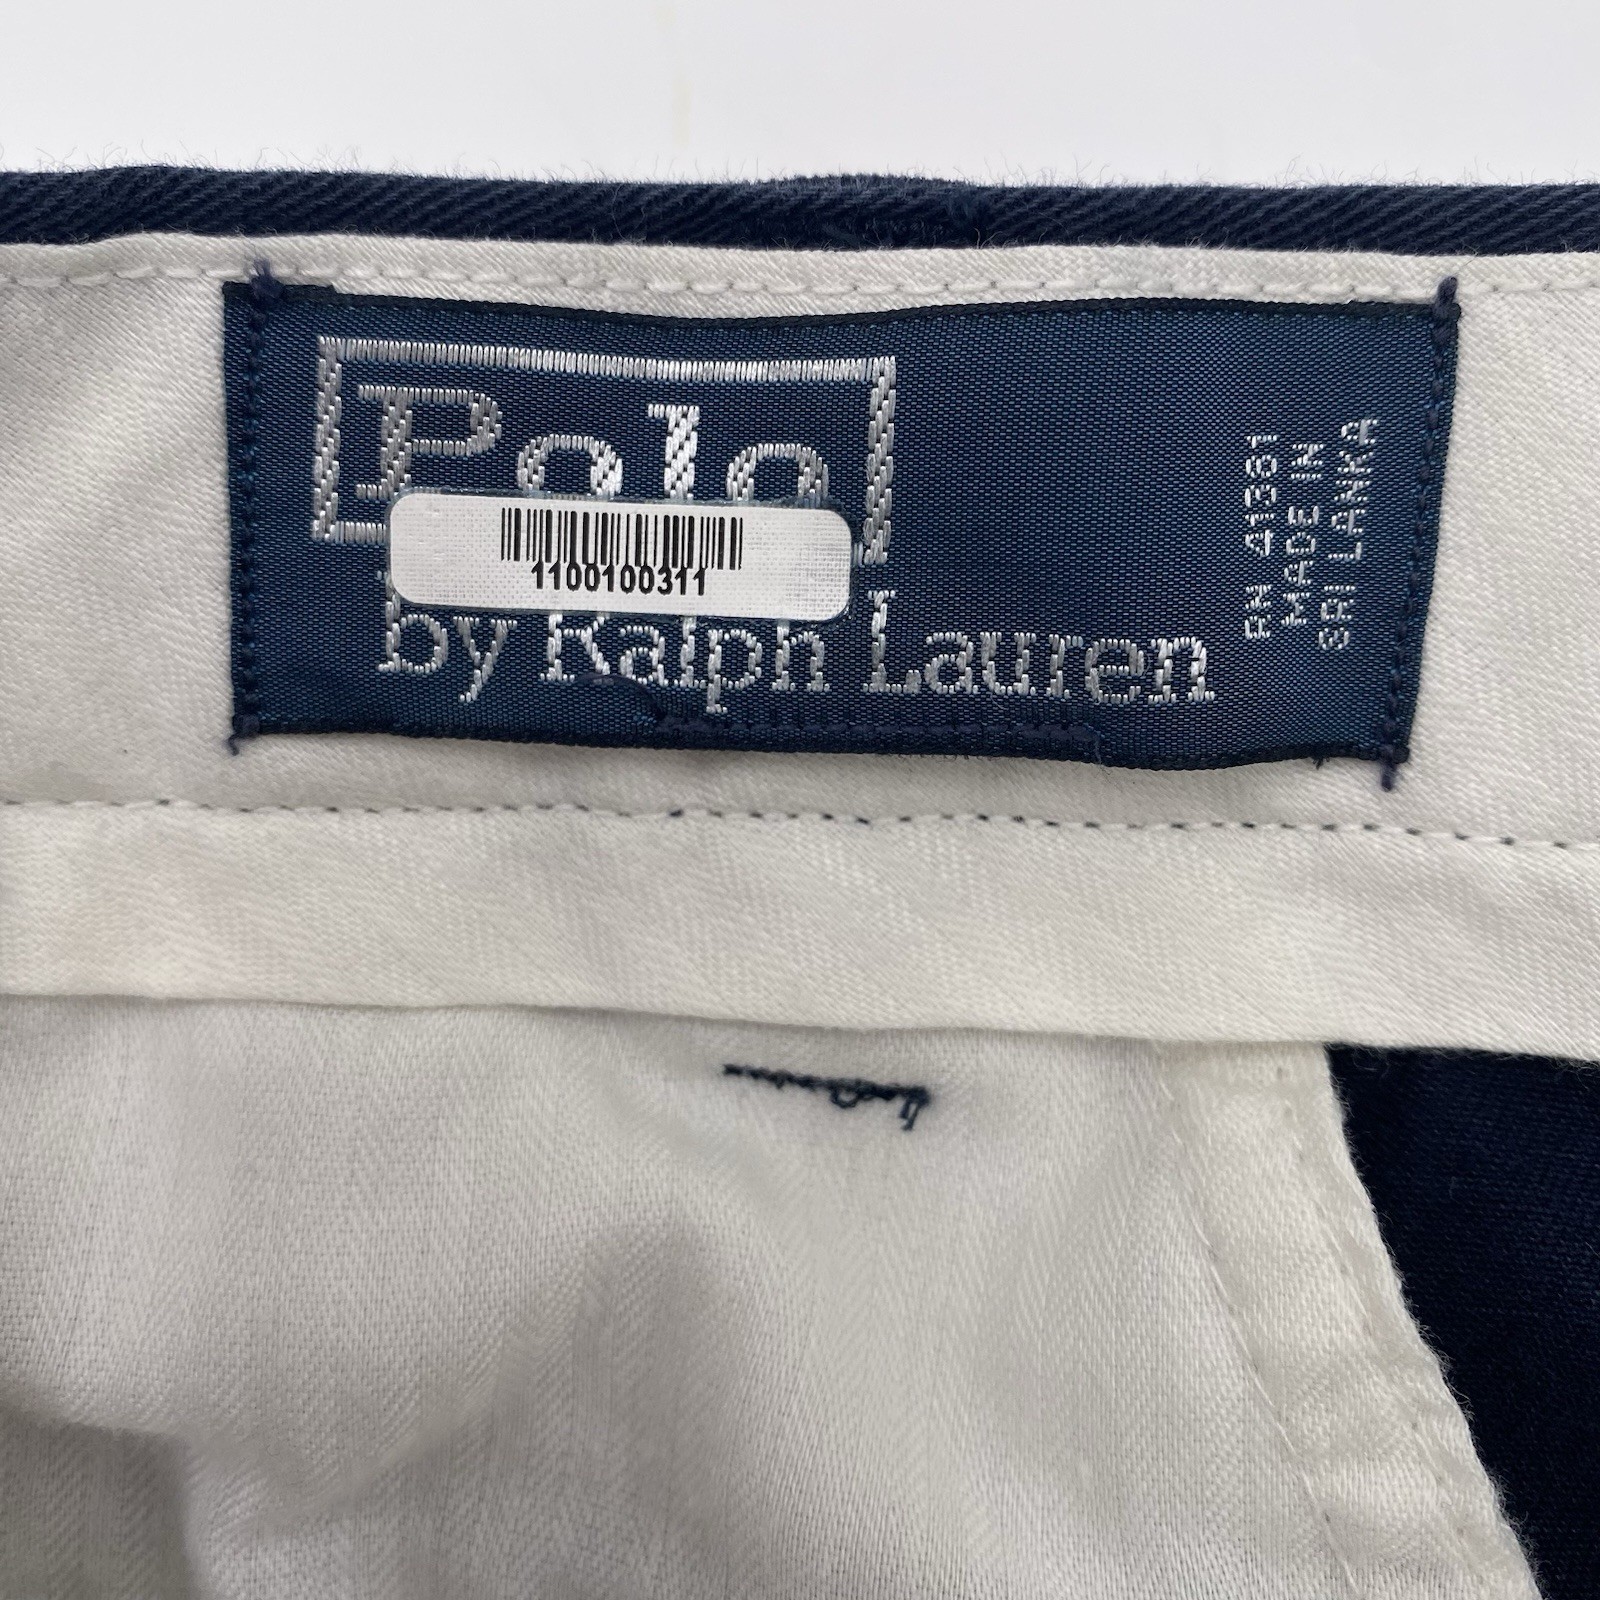 Polo
1100100311
by Ralph Lauren
RN 41381
MADE IN
SRI LANKA